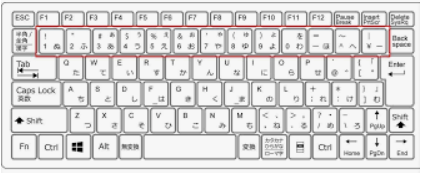 ESC F1 F2 F3 F4 F5 F6 F7 F8 F9 F10 F11 F12 Pause Break Insert PrtScr Delete SysRq
半角/全角 漢字 ! 1 ぬ " 2 ふ # 3 あ $ 4 う % 5 え & 6 お ' 7 や ( 8 ゆ ) 9 よ 0 を = - ほ ~ ^ へ | ¥ ー Back space
Tab Q た W て E い R す T か Y ん U な I に O ら P せ @ [ Enter
Caps Lock 英数 A ち S と D し F は G き H く J ま K の L り + ; れ * : け } ] む
Shift Z つ X さ C そ V ひ B こ N み M も < , ね > . る ? / め \ ろ PgUp Shift
Fn Ctrl Alt 無変換 変換 カタカナ ひらがな ローマ字 Ctrl Home PgDn End